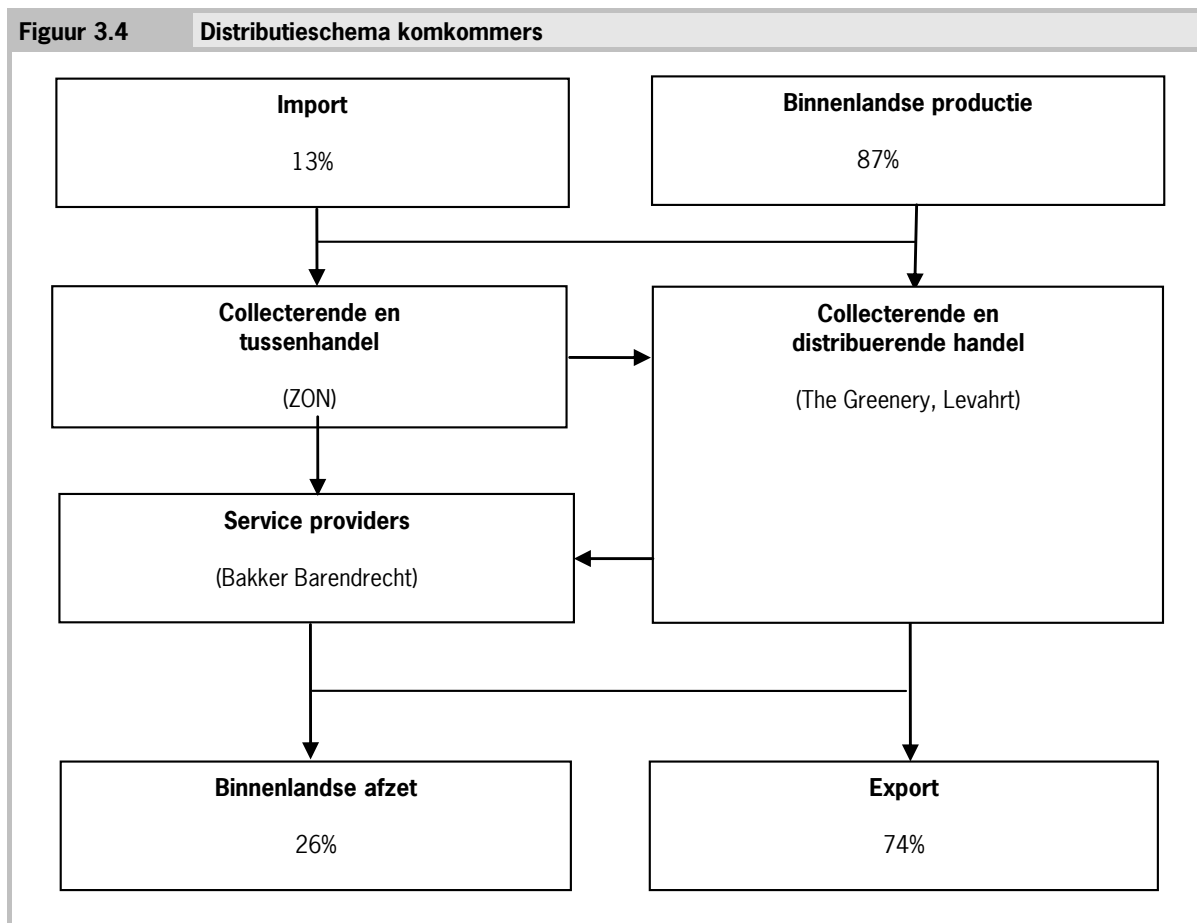 Figuur 3.4 Distributieschema komkommers
Import
13%
Binnenlandse productie
87%
Collecterende en
tussenhandel
(ZON)
Collecterende en
distribuerende handel
(The Greenery, Levahrt)
Service providers
(Bakker Barendrecht)
Binnenlandse afzet
26%
Export
74%